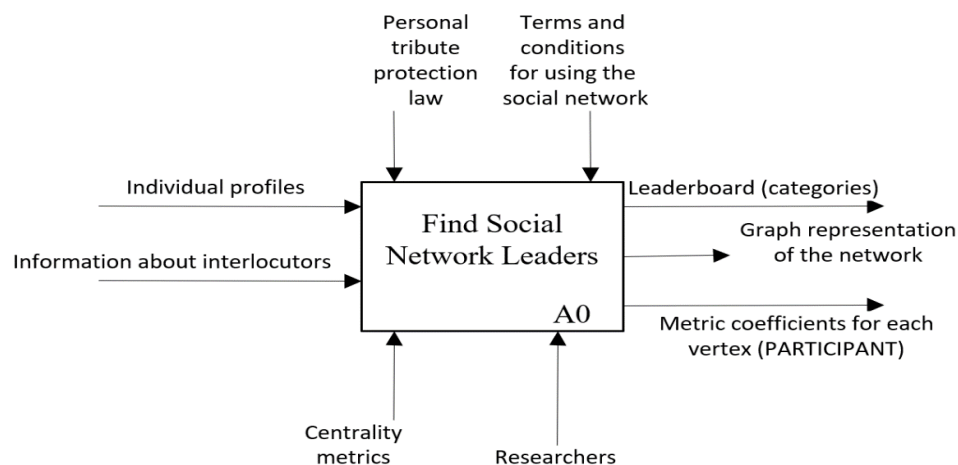 Personal
tribute
protection
law
Terms and
conditions
for using the
social network
Individual profiles
Information about interlocutors
Find Social
Network Leaders
A0
Leaderboard (categories)
Graph representation
of the network
Metric coefficients for each
vertex (PARTICIPANT)
Centrality
metrics
Researchers